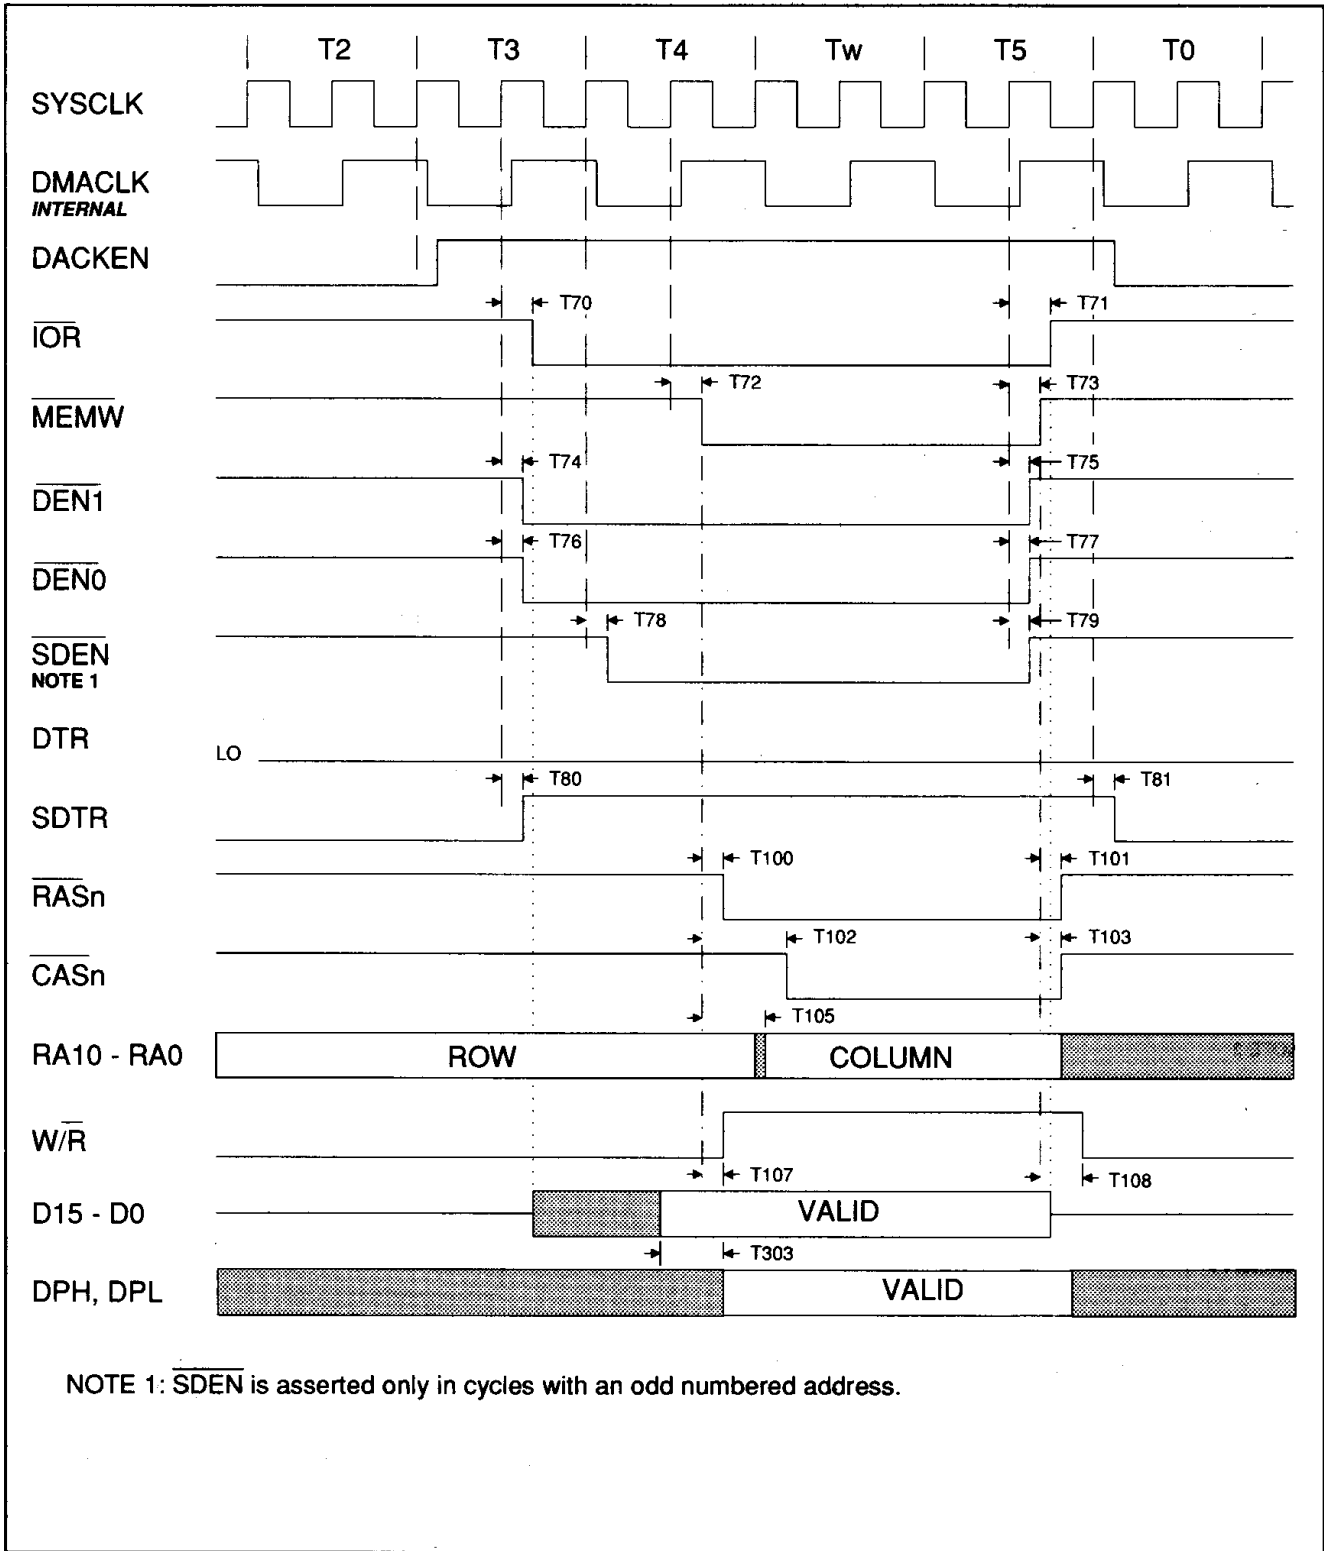 T2 T3 T4 Tw T5 T0
SYSCLK
DMACLK
INTERNAL
DACKEN
T70 T71
IOR
T72 T73
MEMW
T74 T75
DEN1
T76 T77
DEN0
T78 T79
SDEN
NOTE 1
DTR
LO
T80 T81
SDTR
T100 T101
RASn
T102 T103
CASn
T105
RA10 - RA0 ROW COLUMN
W/R
T107 T108
D15 - D0 VALID
T303
DPH, DPL VALID
NOTE 1: SDEN is asserted only in cycles with an odd numbered address.